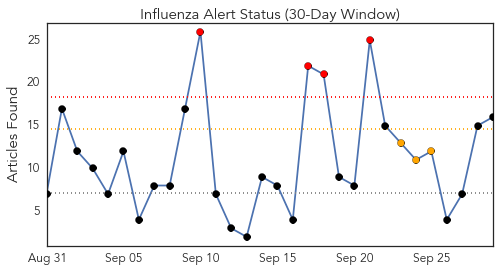 Influenza Alert Status (30-Day Window)
Articles Found
25
20
15
10
5
Aug 31 Sep 05 Sep 10 Sep 15 Sep 20 Sep 25